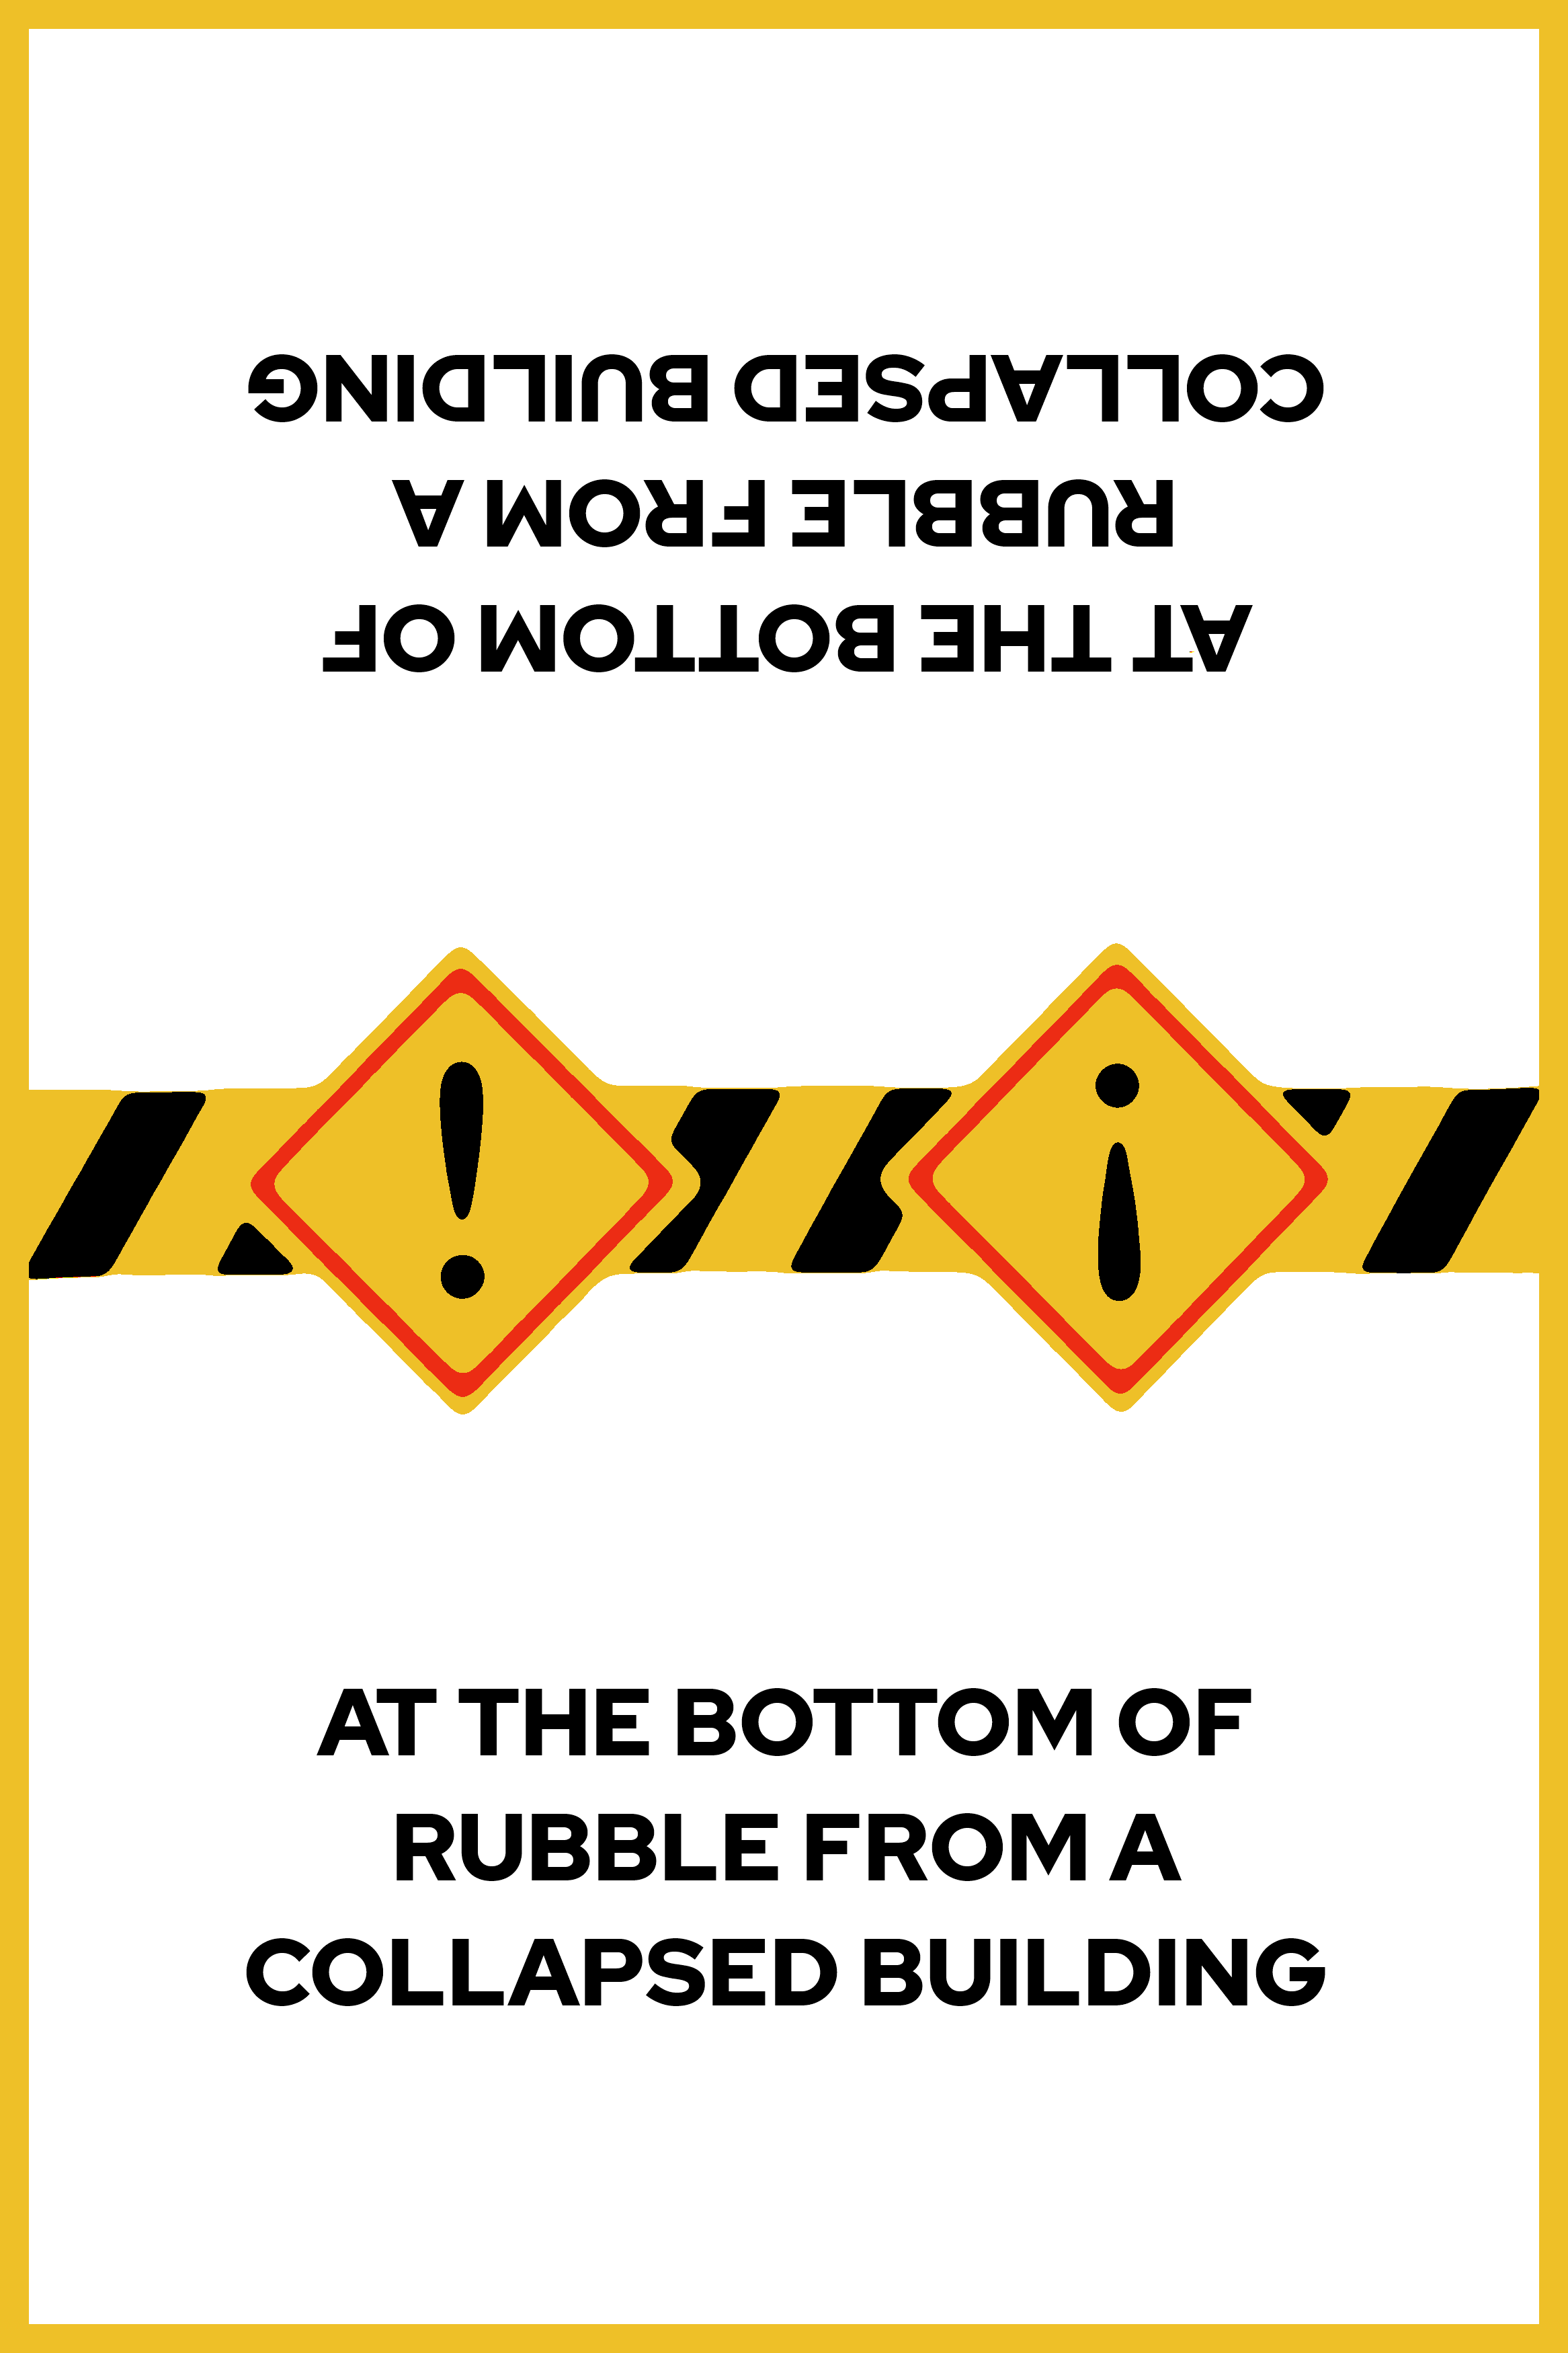 AT THE BOTTOM OF
RUBBLE FROM A
COLLAPSED BUILDING
!
¡
AT THE BOTTOM OF
RUBBLE FROM A
COLLAPSED BUILDING